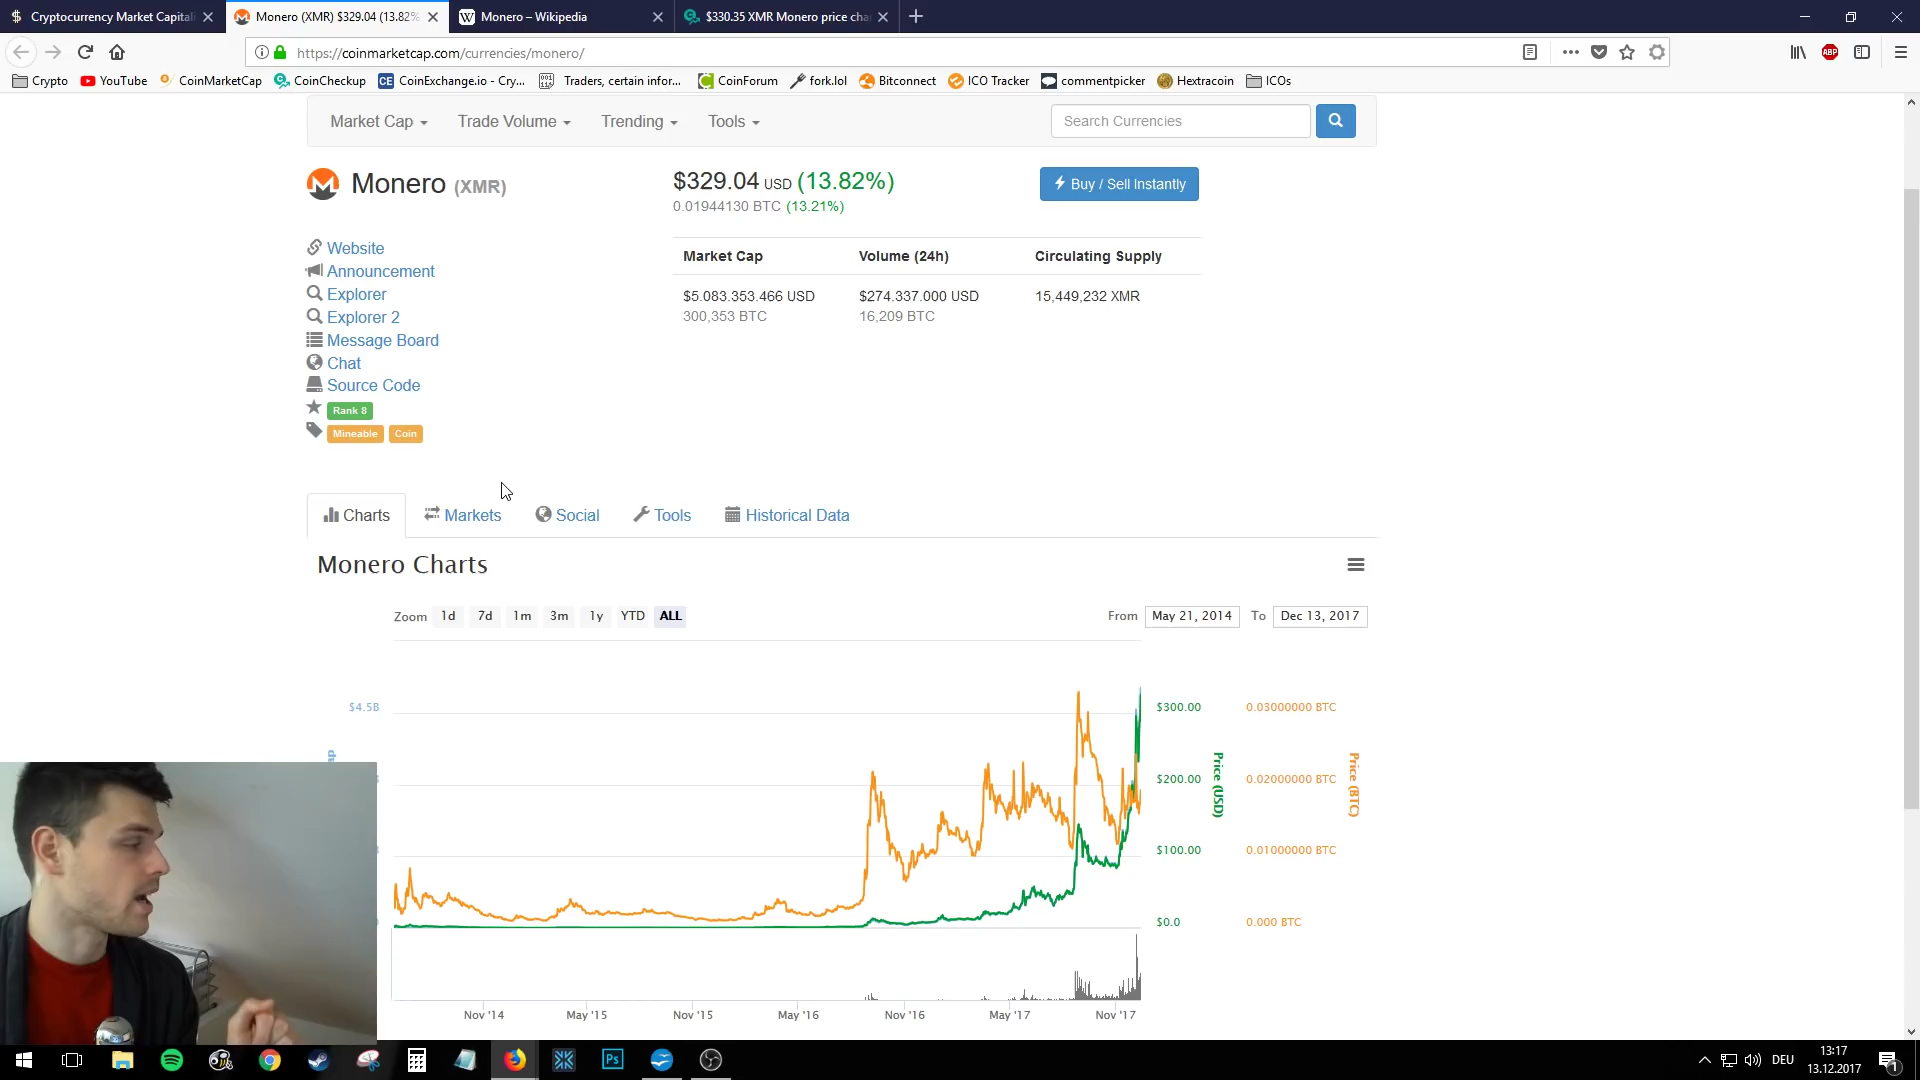 Cryptocurrency Market Capitali
Monero (XMR) $329.04 (13.82%
Monero – Wikipedia
$330.35 XMR Monero price cha
https://coinmarketcap.com/currencies/monero/
ABP
Crypto
YouTube
CoinMarketCap
CoinCheckup
CE CoinExchange.io - Cry...
Traders, certain infor...
CoinForum
fork.lol
Bitconnect
ICO Tracker
commentpicker
Hextracoin
ICOs
Market Cap
Trade Volume
Trending
Tools
Search Currencies
Monero (XMR)
$329.04 USD (13.82%)
0.01944130 BTC (13.21%)
Buy / Sell Instantly
Website
Announcement
Explorer
Explorer 2
Message Board
Chat
Source Code
Rank 8
Mineable Coin
Market Cap
Volume (24h)
Circulating Supply
$5.083.353.466 USD
$274.337.000 USD
15,449,232 XMR
300,353 BTC
16,209 BTC
Charts
Markets
Social
Tools
Historical Data
Monero Charts
Zoom 1d 7d 1m 3m 1y YTD ALL
From May 21, 2014 To Dec 13, 2017
$4.5B
$300.00
0.03000000 BTC
$200.00
0.02000000 BTC
$100.00
0.01000000 BTC
$0.0
0.000 BTC
Price (USD)
Price (BTC)
Nov '14
May '15
Nov '15
May '16
Nov '16
May '17
Nov '17
Ps
DEU
13:17
13.12.2017
1